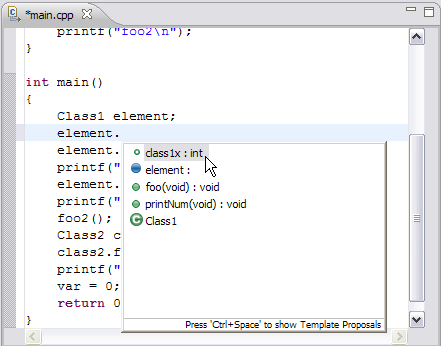 *main.cpp
printf("foo2\n");
}
int main()
{
Class1 element;
element.
element.
printf("
element.
printf("
foo2();
Class2 c
class2.f
printf("
var = 0;
return 0
}
class1x : int
element :
foo(void) : void
printNum(void) : void
Class1
Press 'Ctrl+Space' to show Template Proposals